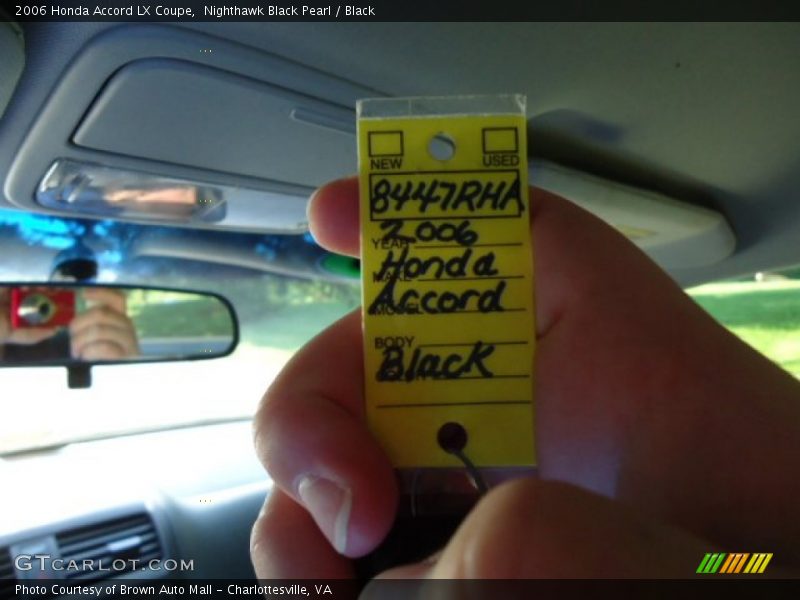 2006 Honda Accord LX Coupe,  Nighthawk Black Pearl / Black
NEW USED
8447RHA
YEAR 2006
Honda
Accord
BODY
Black
GTCARLOT.COM
Photo Courtesy of Brown Auto Mall - Charlottesville, VA